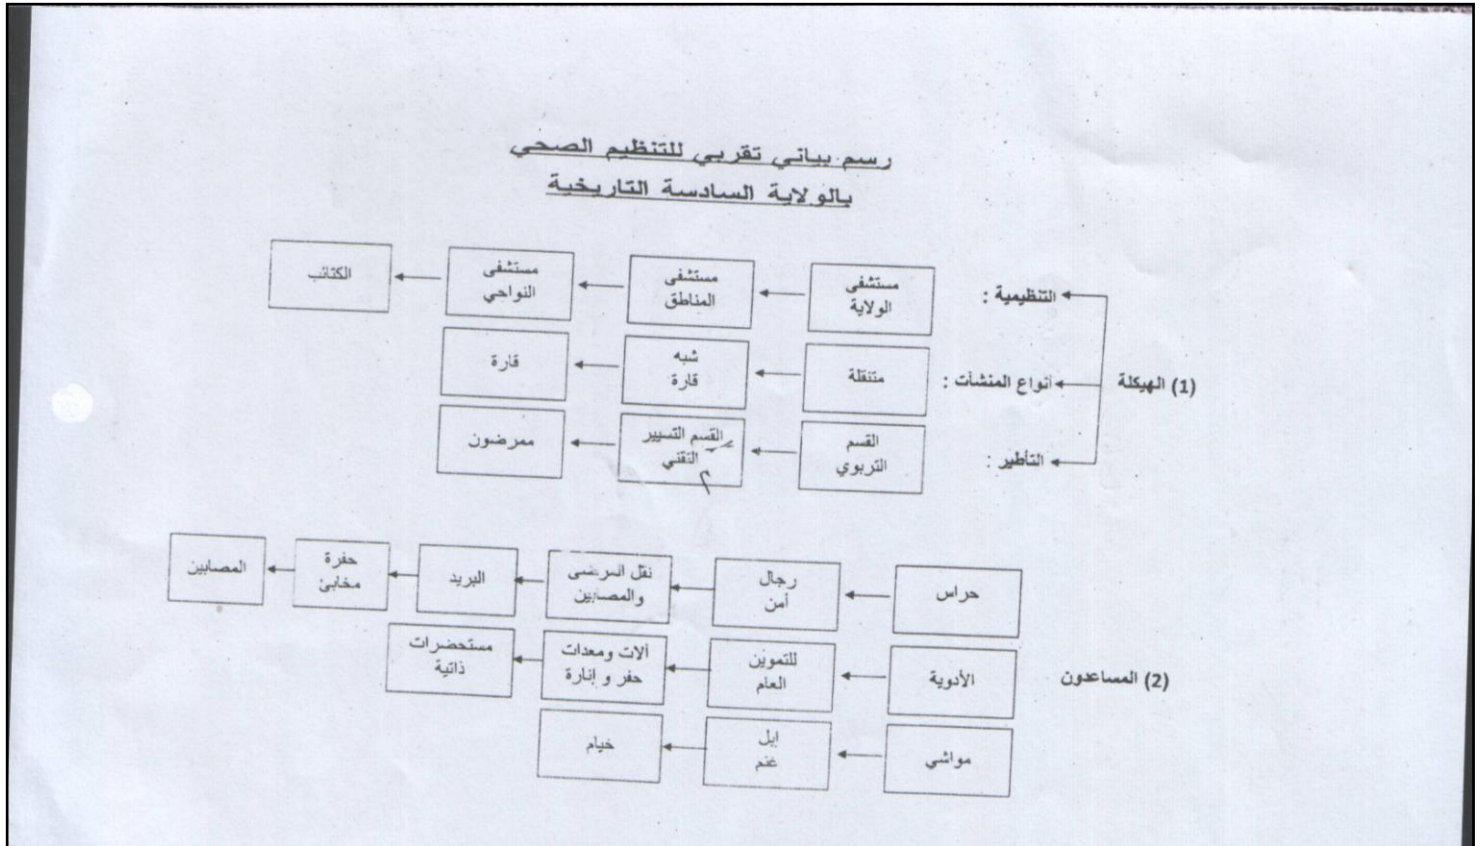 رسم بياني تقربي للتنظيم الصحي
بالولاية السادسة التاريخية
(1) الهيكلة
التنظيمية :
مستشفى
الولاية
مستشفى
المناطق
مستشفى
النواحي
الكتائب
أنواع المنشآت :
متنقلة
شبه
قارة
قارة
التأطير :
القسم
التربوي
القسم التسيير
التقني
ممرضون
(2) المساعدون
حراس
رجال
أمن
نقل المرضى
والمصابين
البريد
حفرة
مخابئ
المصابين
الأدوية
للتموين
العام
آلات ومعدات
حفر و إنارة
مستحضرات
ذاتية
مواشي
إبل
غنم
خيام